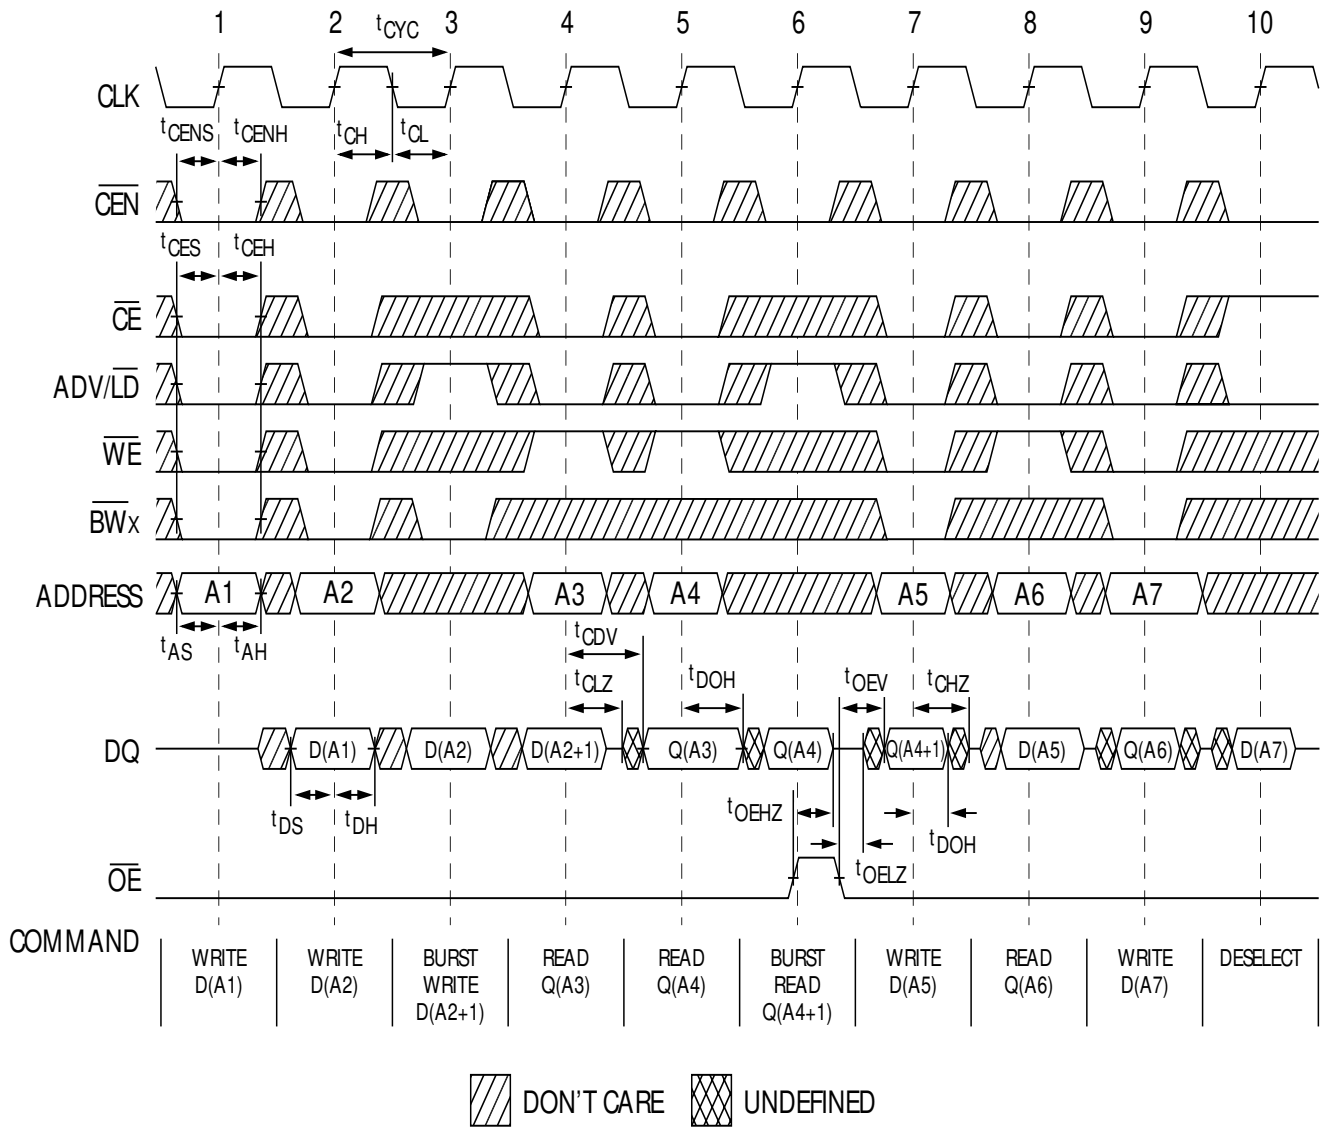 1 2 3 4 5 6 7 8 9 10
tCYC
CLK
tCENS tCENH tCH tCL
CEN
tCES tCEH
CE
ADV/LD
WE
BWx
ADDRESS A1 A2 A3 A4 A5 A6 A7
tAS tAH tCDV
tCLZ tDOH tOEV tCHZ
DQ D(A1) D(A2) D(A2+1) Q(A3) Q(A4) Q(A4+1) D(A5) Q(A6) D(A7)
tDS tDH tOEHZ tDOH
tOELZ
OE
COMMAND
WRITE WRITE BURST READ READ BURST WRITE READ WRITE DESELECT
D(A1) D(A2) WRITE Q(A3) Q(A4) READ D(A5) Q(A6) D(A7)
D(A2+1) Q(A4+1)
DON'T CARE UNDEFINED